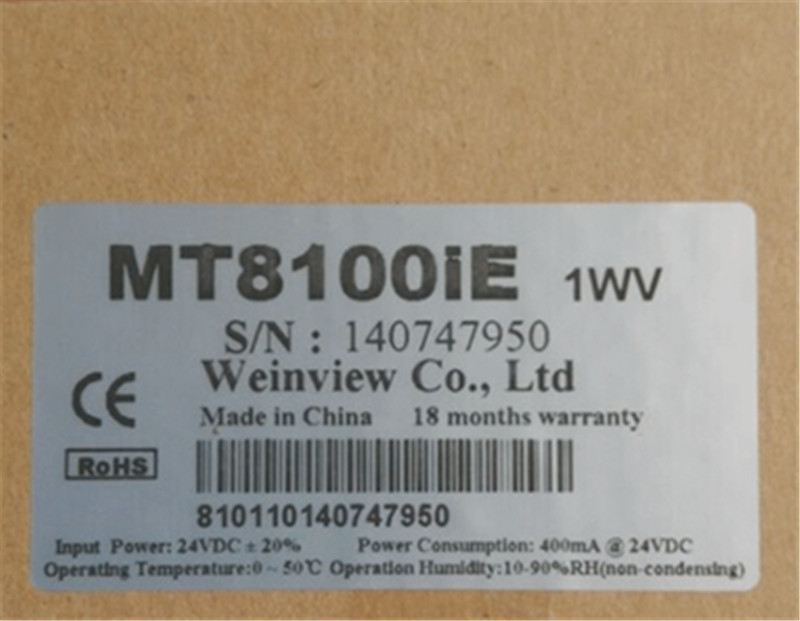 MT8100iE 1WV
S/N : 140747950
Weinview Co., Ltd
CE
Made in China 18 months warranty
RoHS
810110140747950
Input Power: 24VDC ± 20% Power Consumption: 400mA @ 24VDC
Operating Temperature:0 ~ 50℃ Operation Humidity:10-90%RH(non-condensing)